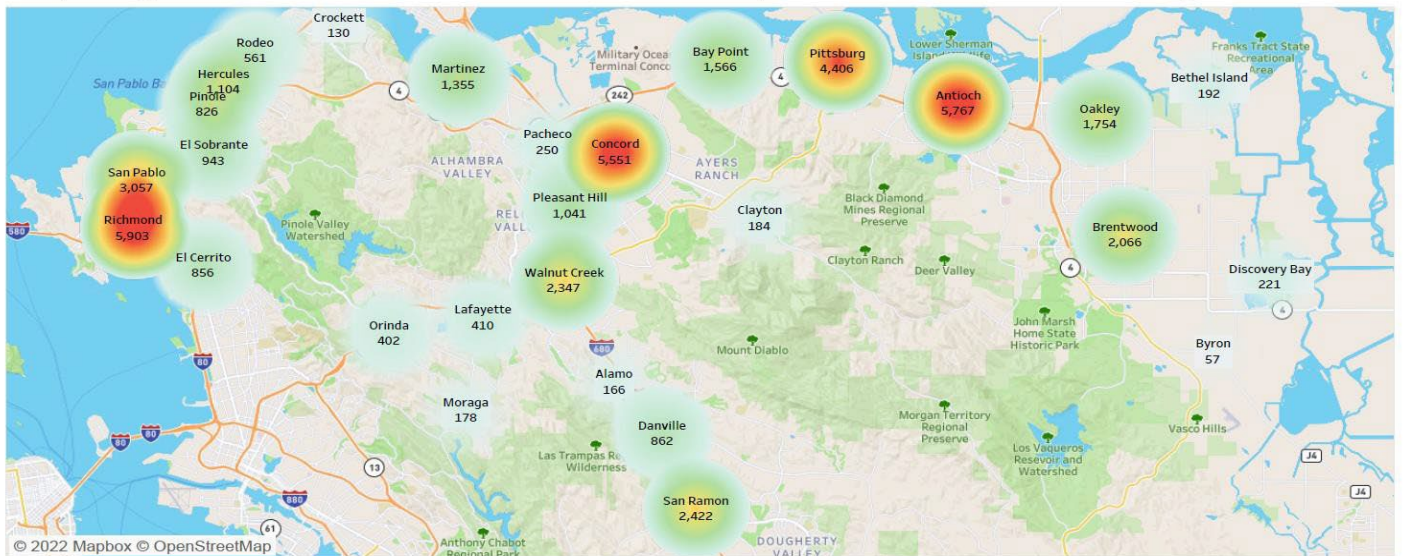 Crockett
130
Rodeo
561
Hercules
1,104
San Pablo Ba
Pinole
826
El Sobrante
943
San Pablo
3,057
Richmond
5,903
580
El Cerrito
856
Martinez
1,355
4
Military Ocea
Terminal Conc
242
Bay Point
1,566
4
Pittsburg
4,406
Lower Sherman
Antioch
5,767
Franks Tract State
Recreational
Area
Bethel Island
192
Oakley
1,754
Pacheco
250
Concord
5,551
ALHAMBRA
VALLEY
AYERS
RANCH
Pleasant Hill
1,041
Pinole Valley
Watershed
Clayton
184
Black Diamond
Mines Regional
Preserve
Clayton Ranch
Deer Valley
Brentwood
2,066
4
Discovery Bay
221
4
Walnut Creek
2,347
Orinda
402
Lafayette
410
680
Mount Diablo
John Marsh
Home State
Historic Park
Byron
57
80
Alamo
166
Moraga
178
Danville
862
Morgan Territory
Regional
Preserve
Vasco Hills
80
80
Las Trampas Re
Wilderness
Los Vaqueros
Resevoir and
Watershed
J4
13
880
San Ramon
2,422
J4
61
Anthony Chabot
Regional Park
DOUGHERTY
VALLEY
© 2022 Mapbox © OpenStreetMap